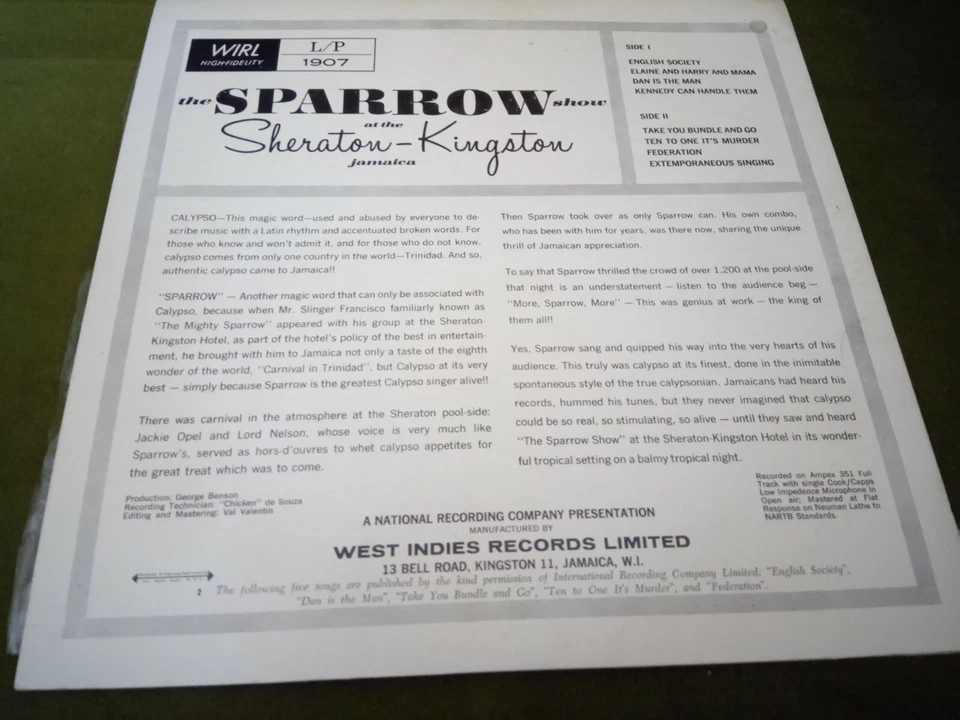 WIRL
HIGH-FIDELITY
L/P
1907
the SPARROW show
at the
Sheraton-Kingston
jamaica
SIDE I
ENGLISH SOCIETY
ELAINE AND HARRY AND MAMA
DAN IS THE MAN
KENNEDY CAN HANDLE THEM
SIDE II
TAKE YOU BUNDLE AND GO
TEN TO ONE IT'S MURDER
FEDERATION
EXTEMPORANEOUS SINGING
CALYPSO—This magic word—used and abused by everyone to de-
scribe music with a Latin rhythm and accentuated broken words. For
those who know and won't admit it, and for those who do not know,
calypso comes from only one country in the world—Trinidad. And so,
authentic calypso came to Jamaica!!
"SPARROW" — Another magic word that can only be associated with
Calypso, because when Mr. Slinger Francisco familiarly known as
"The Mighty Sparrow" appeared with his group at the Sheraton-
Kingston Hotel, as part of the hotel's policy of the best in entertain-
ment, he brought with him to Jamaica not only a taste of the eighth
wonder of the world, "Carnival in Trinidad", but Calypso at its very
best — simply because Sparrow is the greatest Calypso singer alive!!
There was carnival in the atmosphere at the Sheraton pool-side:
Jackie Opel and Lord Nelson, whose voice is very much like
Sparrow's, served as hors-d'ouvres to whet calypso appetites for
the great treat which was to come.
Then Sparrow took over as only Sparrow can. His own combo,
who has been with him for years, was there now, sharing the unique
thrill of Jamaican appreciation.
To say that Sparrow thrilled the crowd of over 1,200 at the pool-side
that night is an understatement — listen to the audience beg —
"More, Sparrow, More" — This was genius at work — the king of
them all!!
Yes, Sparrow sang and quipped his way into the very hearts of his
audience. This truly was calypso at its finest, done in the inimitable
spontaneous style of the true calypsonian. Jamaicans had heard his
records, hummed his tunes, but they never imagined that calypso
could be so real, so stimulating, so alive — until they saw and heard
"The Sparrow Show" at the Sheraton-Kingston Hotel in its wonder-
ful tropical setting on a balmy tropical night.
Production: George Benson
Recording Technician: "Chicken" de Souza
Editing and Mastering: Val Valentin
Recorded on Ampex 351 Full
Track with single Cook/Capps
Low Impedence Microphone in
Open air; Mastered at Flat
Response on Neuman Lathe to
NARTB Standards.
A NATIONAL RECORDING COMPANY PRESENTATION
MANUFACTURED BY
WEST INDIES RECORDS LIMITED
13 BELL ROAD, KINGSTON 11, JAMAICA, W.I.
2
The following five songs are published by the kind permission of International Recording Company Limited: "English Society",
"Dan is the Man", "Take You Bundle and Go", "Ten to One It's Murder", and "Federation".